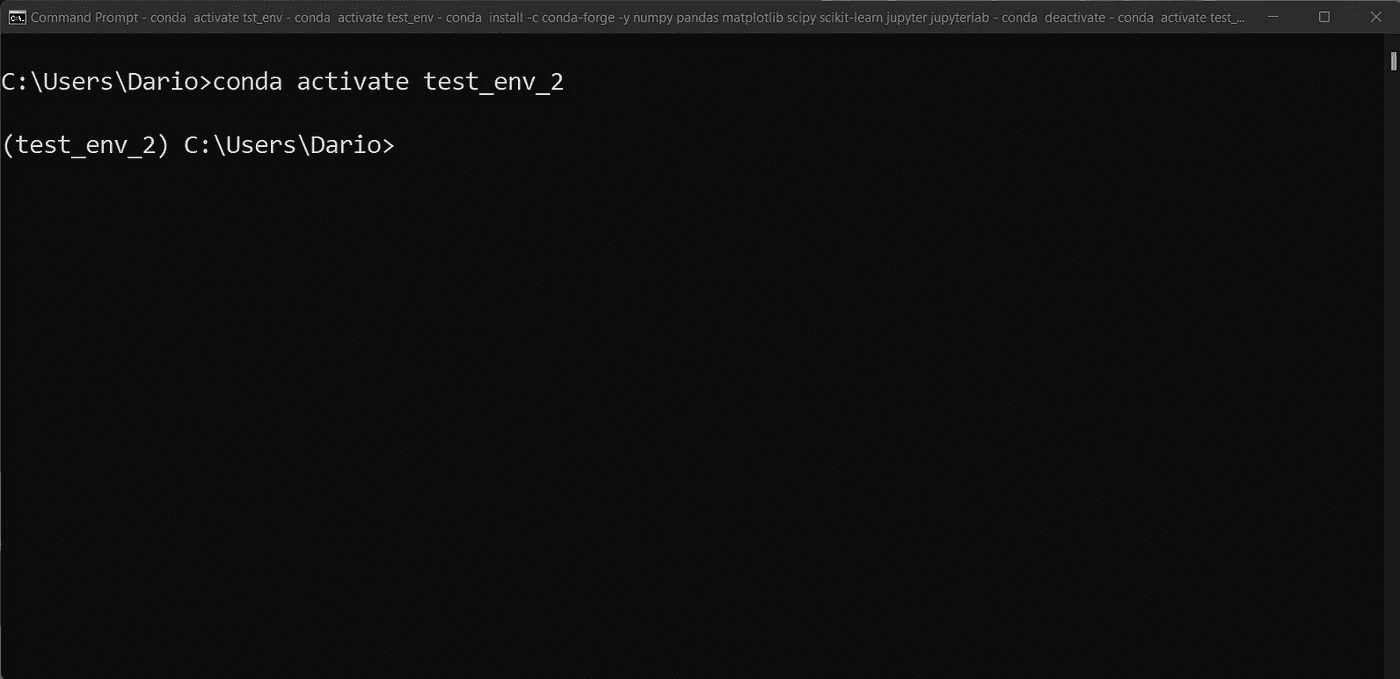 Command Prompt - conda  activate tst_env - conda  activate test_env - conda  install -c conda-forge -y numpy pandas matplotlib scipy scikit-learn jupyter jupyterlab - conda  deactivate - conda  activate test_...
C:\Users\Dario>conda activate test_env_2
(test_env_2) C:\Users\Dario>